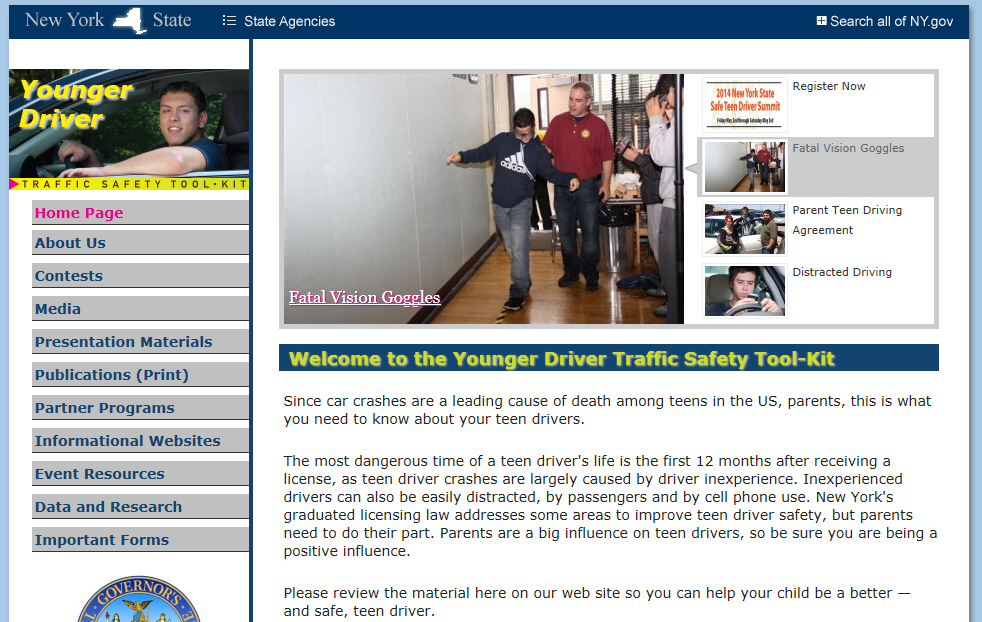 New York State
State Agencies
Search all of NY.gov
Younger
Driver
TRAFFIC SAFETY TOOL•KIT
Home Page
About Us
Contests
Media
Presentation Materials
Publications (Print)
Partner Programs
Informational Websites
Event Resources
Data and Research
Important Forms
GOVERNOR'S
adidas
Fatal Vision Goggles
2014 New York State
Safe Teen Driver Summit
Friday May 2nd through Saturday May 3rd
Register Now
Fatal Vision Goggles
Parent Teen Driving
Agreement
Distracted Driving
Welcome to the Younger Driver Traffic Safety Tool-Kit
Since car crashes are a leading cause of death among teens in the US, parents, this is what
you need to know about your teen drivers.
The most dangerous time of a teen driver's life is the first 12 months after receiving a
license, as teen driver crashes are largely caused by driver inexperience. Inexperienced
drivers can also be easily distracted, by passengers and by cell phone use. New York's
graduated licensing law addresses some areas to improve teen driver safety, but parents
need to do their part. Parents are a big influence on teen drivers, so be sure you are being a
positive influence.
Please review the material here on our web site so you can help your child be a better —
and safe, teen driver.